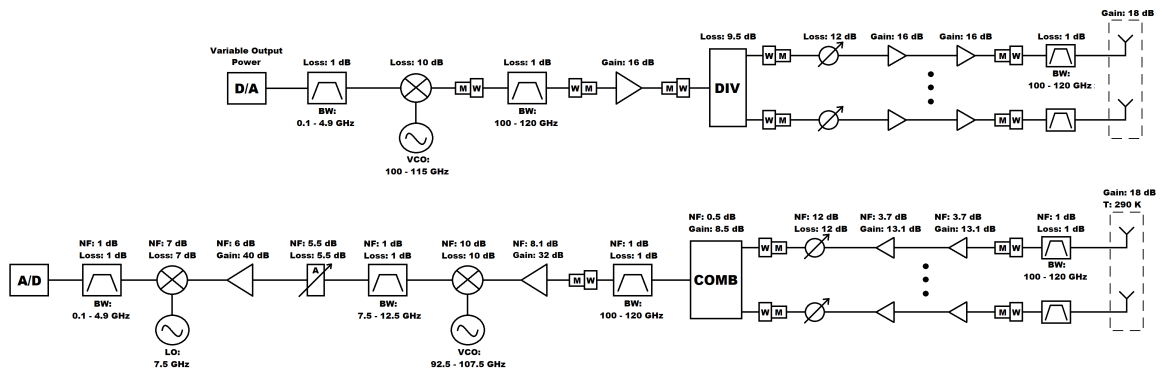 Gain: 18 dB
Variable Output
Power
Loss: 1 dB
Loss: 10 dB
Loss: 1 dB
Gain: 16 dB
Loss: 9.5 dB
Loss: 12 dB
Gain: 16 dB
Gain: 16 dB
Loss: 1 dB
D/A
M W
W M
M W
DIV
W M
M W
BW:
0.1 - 4.9 GHz
BW:
100 - 120 GHz
BW:
100 - 120 GHz
W M
M W
VCO:
100 - 115 GHz
Gain: 18 dB
T: 290 K
NF: 1 dB
Loss: 1 dB
NF: 7 dB
Loss: 7 dB
NF: 6 dB
Gain: 40 dB
NF: 5.5 dB
Loss: 5.5 dB
NF: 1 dB
Loss: 1 dB
NF: 10 dB
Loss: 10 dB
NF: 8.1 dB
Gain: 32 dB
NF: 1 dB
Loss: 1 dB
NF: 0.5 dB
Gain: 8.5 dB
NF: 12 dB
Loss: 12 dB
NF: 3.7 dB
Gain: 13.1 dB
NF: 3.7 dB
Gain: 13.1 dB
NF: 1 dB
Loss: 1 dB
A/D
A
M W
COMB
W M
M W
BW:
0.1 - 4.9 GHz
BW:
7.5 - 12.5 GHz
BW:
100 - 120 GHz
BW:
100 - 120 GHz
W M
M W
LO:
7.5 GHz
VCO:
92.5 - 107.5 GHz